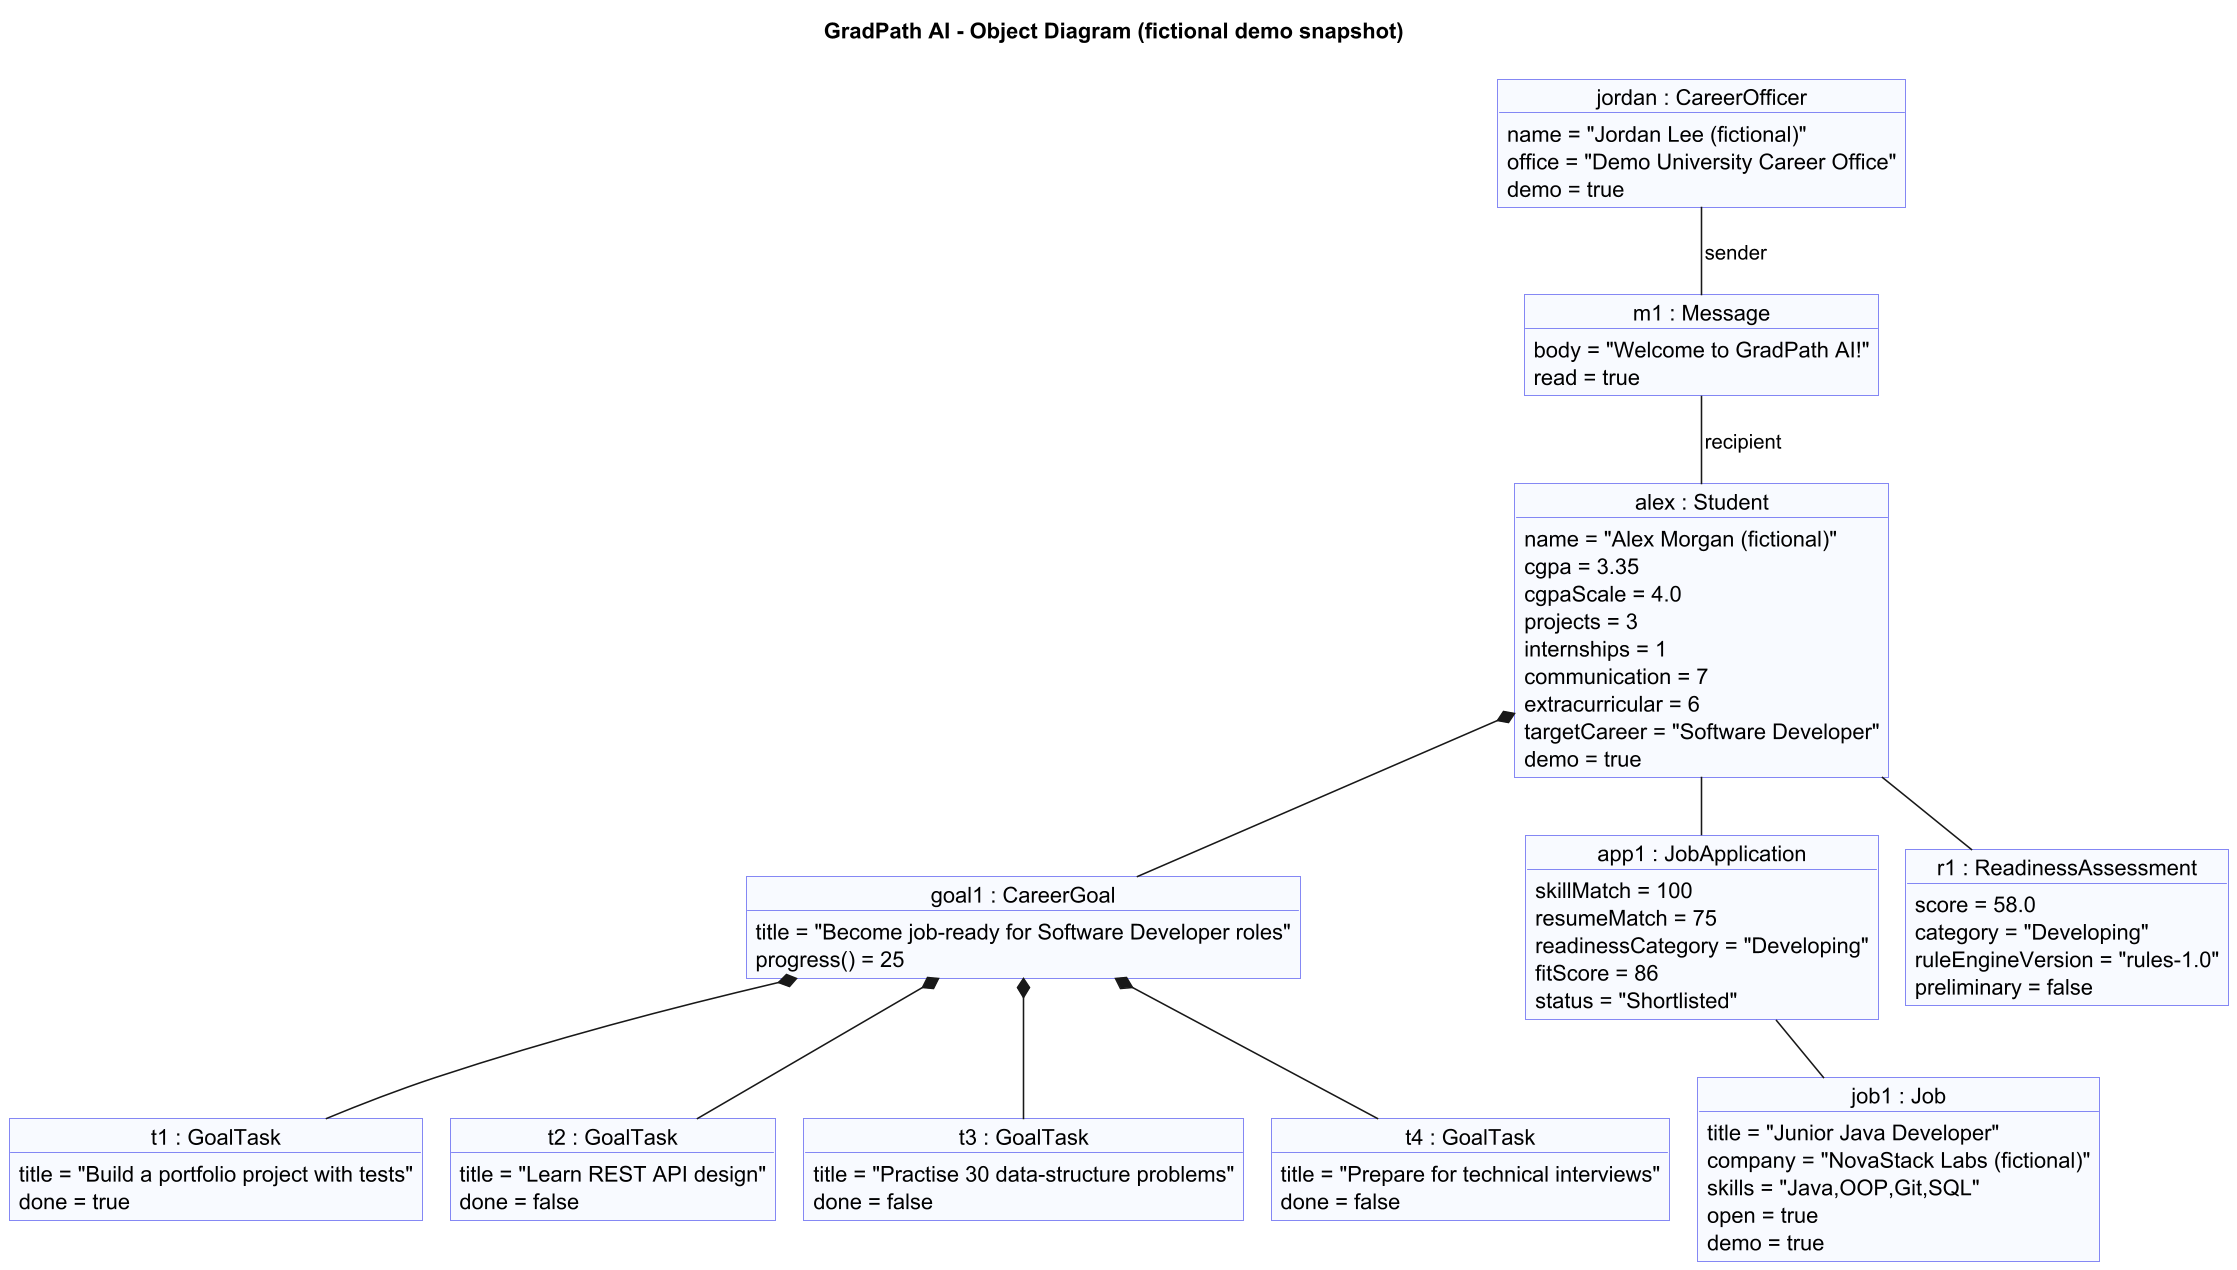 GradPath AI - Object Diagram (fictional demo snapshot)
jordan : CareerOfficer
name = "Jordan Lee (fictional)"
office = "Demo University Career Office"
demo = true
sender
m1 : Message
body = "Welcome to GradPath AI!"
read = true
recipient
alex : Student
name = "Alex Morgan (fictional)"
cgpa = 3.35
cgpaScale = 4.0
projects = 3
internships = 1
communication = 7
extracurricular = 6
targetCareer = "Software Developer"
demo = true
goal1 : CareerGoal
title = "Become job-ready for Software Developer roles"
progress() = 25
app1 : JobApplication
skillMatch = 100
resumeMatch = 75
readinessCategory = "Developing"
fitScore = 86
status = "Shortlisted"
r1 : ReadinessAssessment
score = 58.0
category = "Developing"
ruleEngineVersion = "rules-1.0"
preliminary = false
t1 : GoalTask
title = "Build a portfolio project with tests"
done = true
t2 : GoalTask
title = "Learn REST API design"
done = false
t3 : GoalTask
title = "Practise 30 data-structure problems"
done = false
t4 : GoalTask
title = "Prepare for technical interviews"
done = false
job1 : Job
title = "Junior Java Developer"
company = "NovaStack Labs (fictional)"
skills = "Java,OOP,Git,SQL"
open = true
demo = true